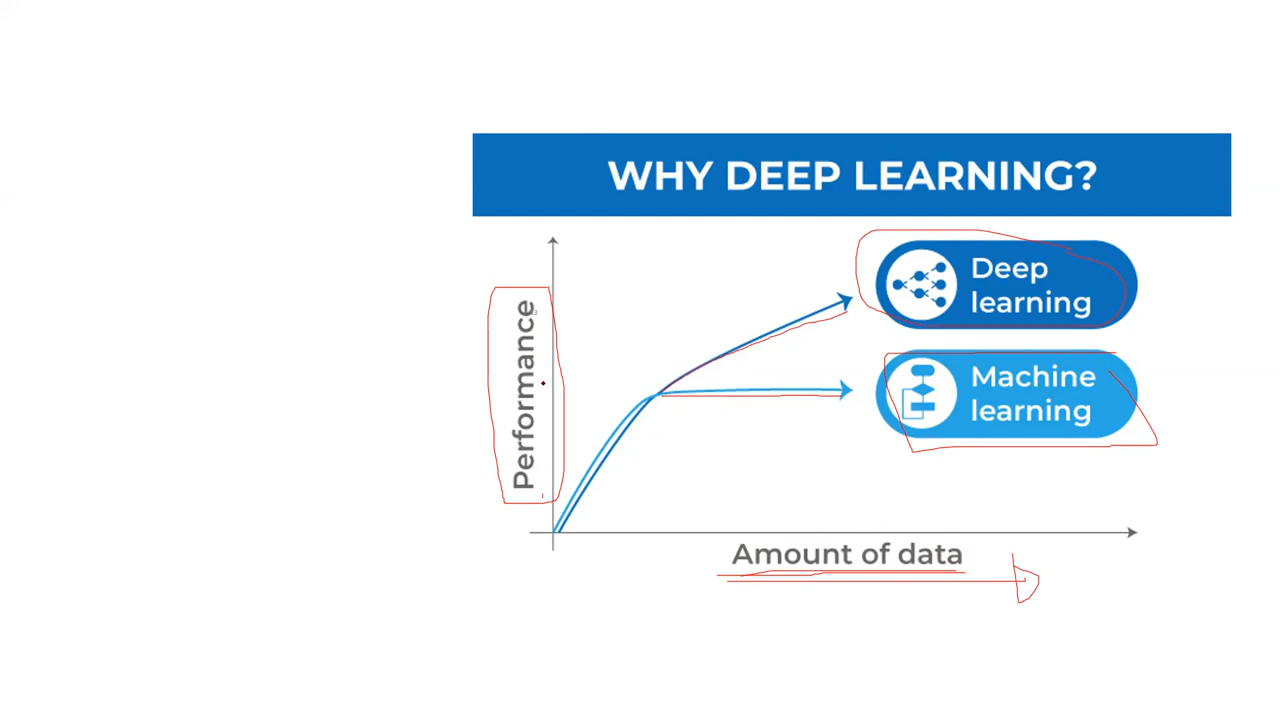 WHY DEEP LEARNING?
Performance
Deep
learning
Machine
learning
Amount of data